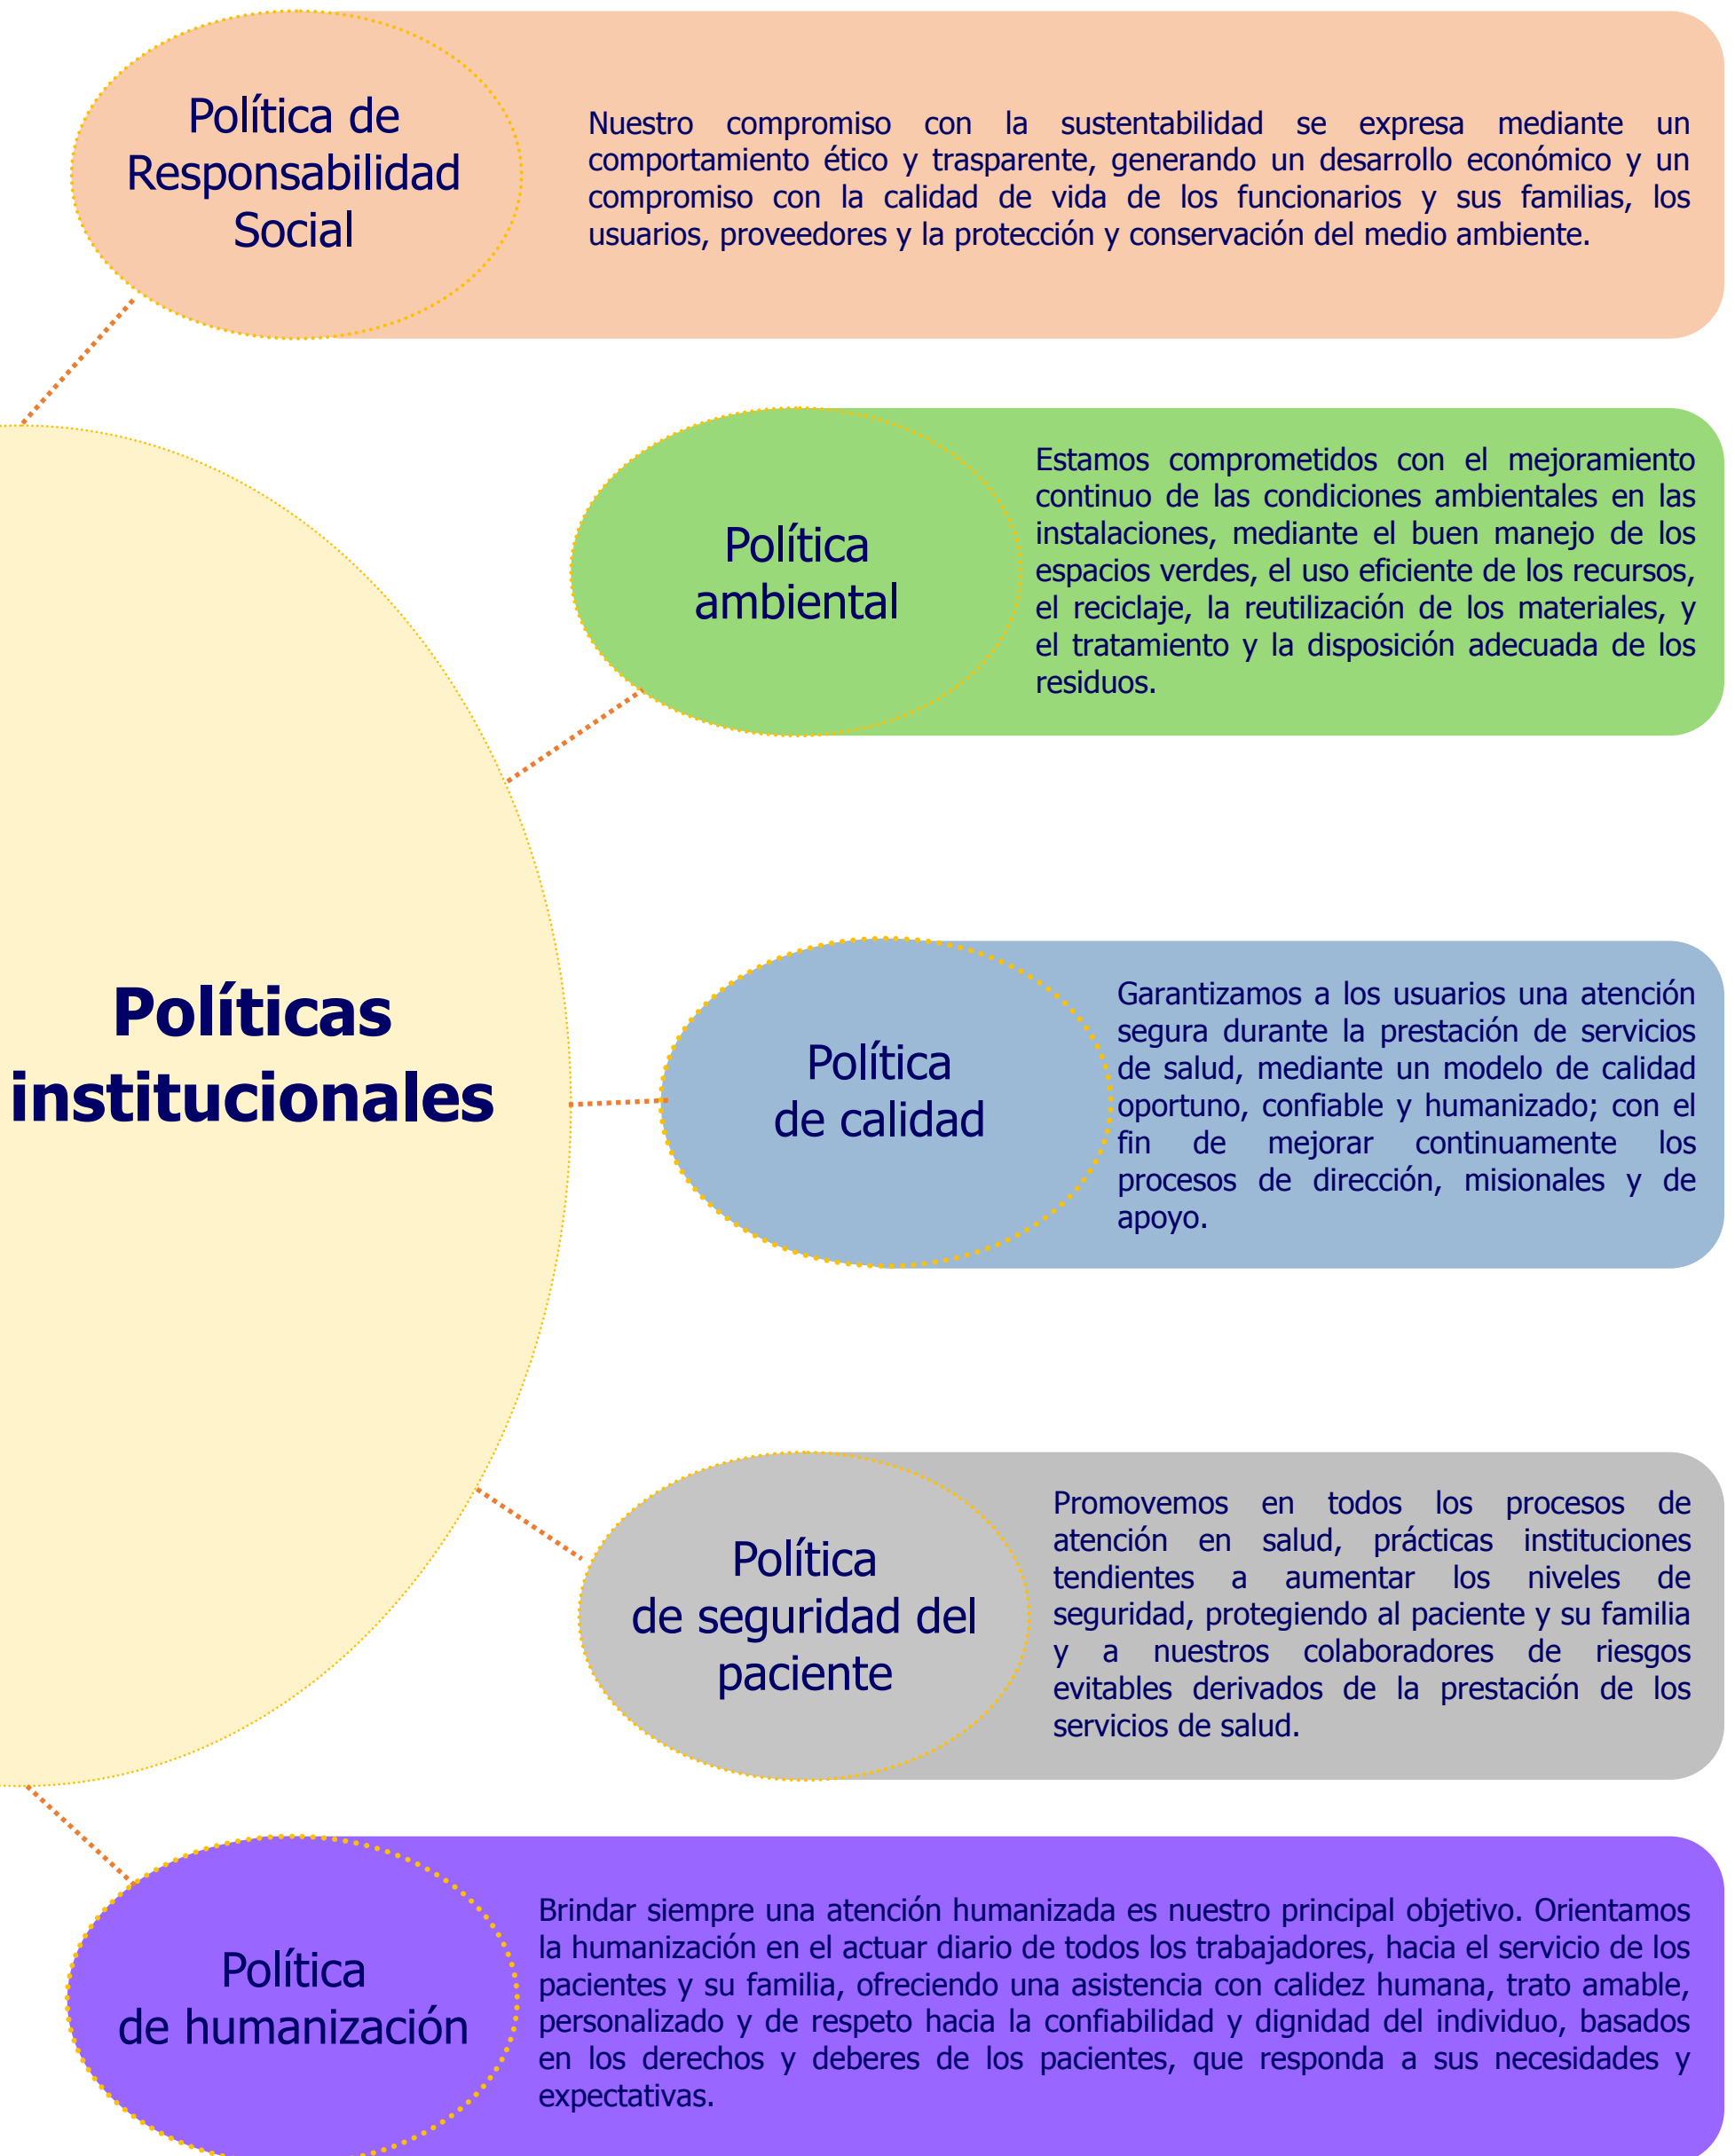 Política de
Responsabilidad
Social
Nuestro compromiso con la sustentabilidad se expresa mediante un
comportamiento ético y trasparente, generando un desarrollo económico y un
compromiso con la calidad de vida de los funcionarios y sus familias, los
usuarios, proveedores y la protección y conservación del medio ambiente.
Política
ambiental
Estamos comprometidos con el mejoramiento
continuo de las condiciones ambientales en las
instalaciones, mediante el buen manejo de los
espacios verdes, el uso eficiente de los recursos,
el reciclaje, la reutilización de los materiales, y
el tratamiento y la disposición adecuada de los
residuos.
Políticas
institucionales
Política
de calidad
Garantizamos a los usuarios una atención
segura durante la prestación de servicios
de salud, mediante un modelo de calidad
oportuno, confiable y humanizado; con el
fin de mejorar continuamente los
procesos de dirección, misionales y de
apoyo.
Política
de seguridad del
paciente
Promovemos en todos los procesos de
atención en salud, prácticas instituciones
tendientes a aumentar los niveles de
seguridad, protegiendo al paciente y su familia
y a nuestros colaboradores de riesgos
evitables derivados de la prestación de los
servicios de salud.
Política
de humanización
Brindar siempre una atención humanizada es nuestro principal objetivo. Orientamos
la humanización en el actuar diario de todos los trabajadores, hacia el servicio de los
pacientes y su familia, ofreciendo una asistencia con calidez humana, trato amable,
personalizado y de respeto hacia la confiabilidad y dignidad del individuo, basados
en los derechos y deberes de los pacientes, que responda a sus necesidades y
expectativas.